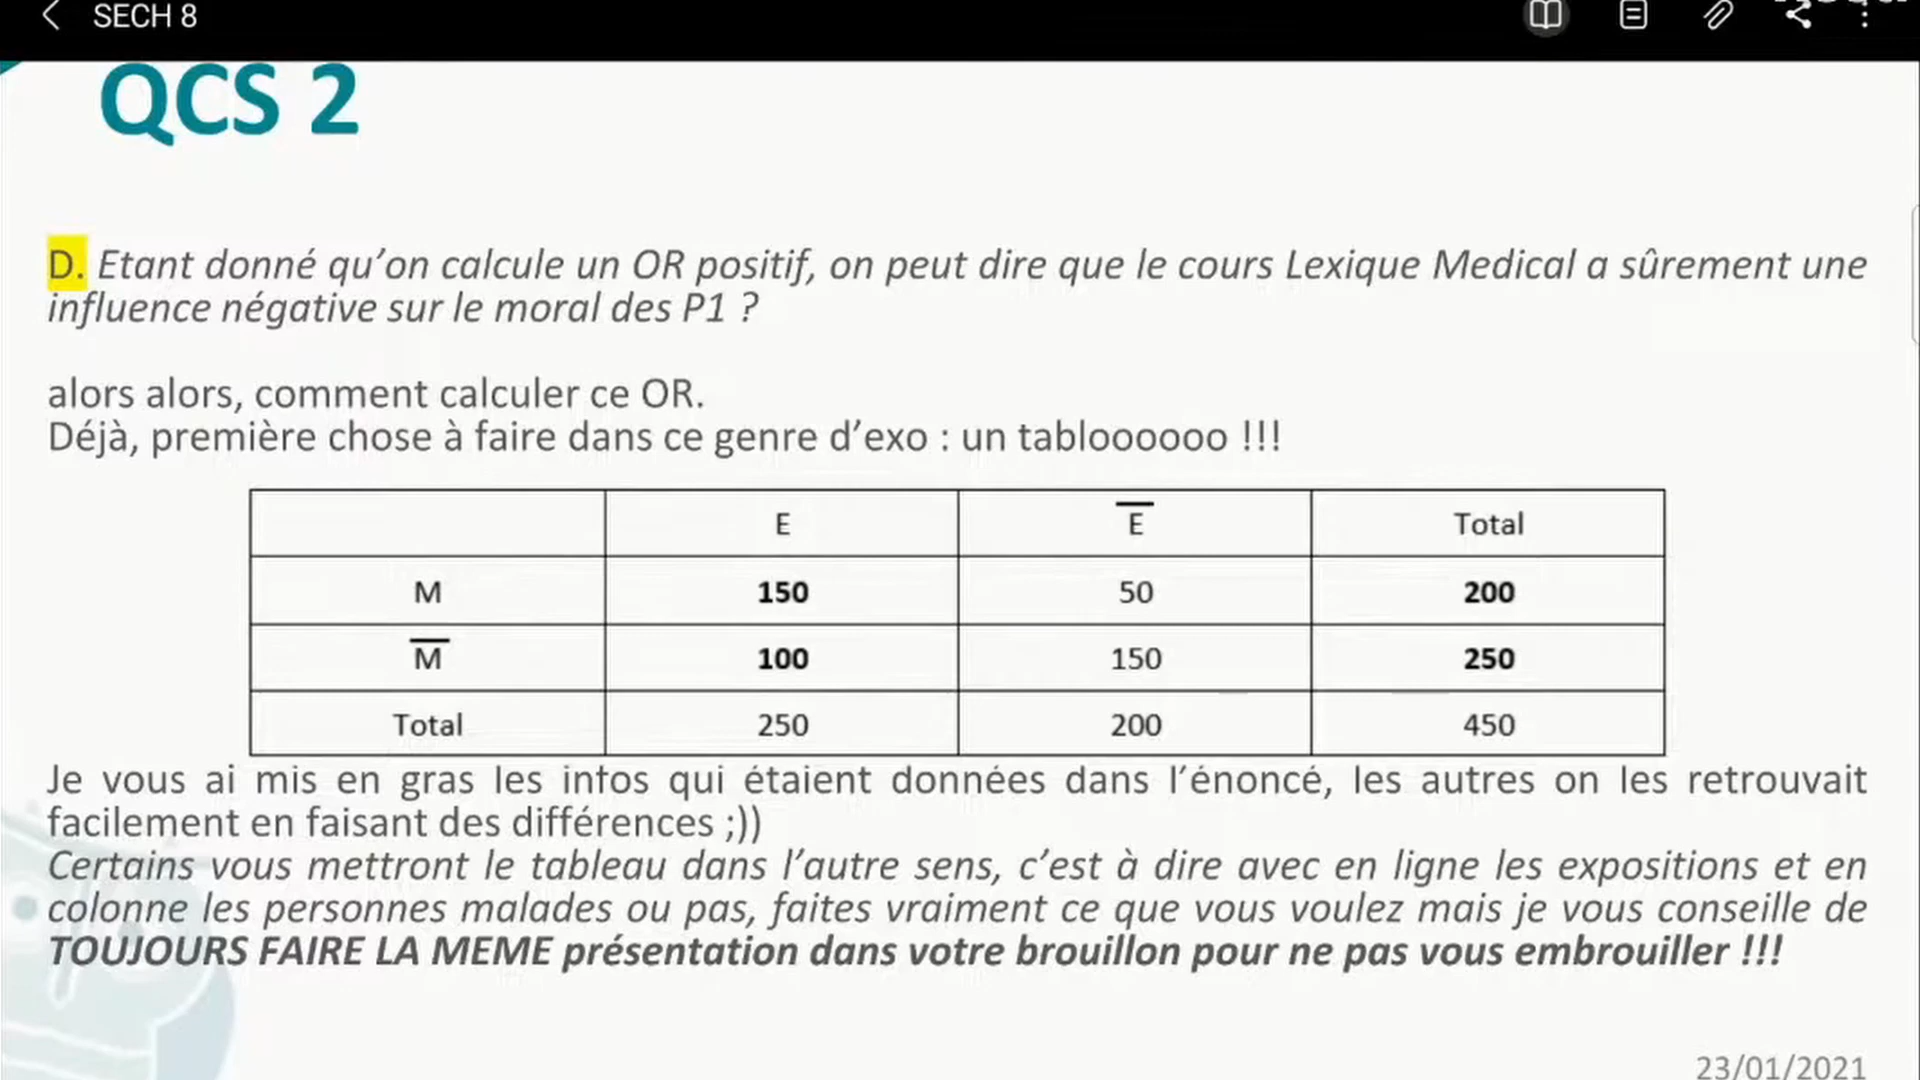 SECH 8
QCS 2
D. Etant donné qu’on calcule un OR positif, on peut dire que le cours Lexique Medical a sûrement une
influence négative sur le moral des P1 ?
alors alors, comment calculer ce OR.
Déjà, première chose à faire dans ce genre d’exo : un tabloooooo !!!
E E̅ Total
M 150 50 200
M̅ 100 150 250
Total 250 200 450
Je vous ai mis en gras les infos qui étaient données dans l’énoncé, les autres on les retrouvait
facilement en faisant des différences ;))
Certains vous mettront le tableau dans l’autre sens, c’est à dire avec en ligne les expositions et en
colonne les personnes malades ou pas, faites vraiment ce que vous voulez mais je vous conseille de
TOUJOURS FAIRE LA MEME présentation dans votre brouillon pour ne pas vous embrouiller !!!
23/01/2021